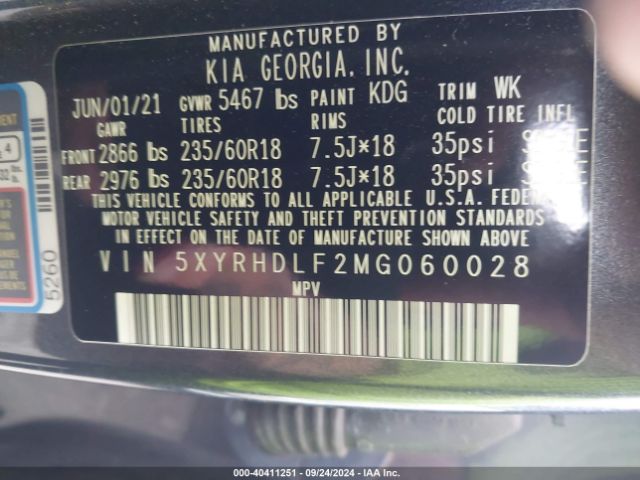 MANUFACTURED BY
KIA GEORGIA, INC.
JUN/01/21 GVWR 5467 lbs PAINT KDG TRIM WK
GAWR TIRES RIMS COLD TIRE INFL
FRONT 2866 lbs 235/60R18 7.5J×18 35psi
REAR 2976 lbs 235/60R18 7.5J×18 35psi
THIS VEHICLE CONFORMS TO ALL APPLICABLE U.S.A.
MOTOR VEHICLE SAFETY AND THEFT PREVENTION STANDARDS
IN EFFECT ON THE DATE OF MANUFACTURE SHOWN ABOVE
VIN 5XYRHDLF2MG060028
MPV
5260
000-40411251 - 09/24/2024 - IAA Inc.